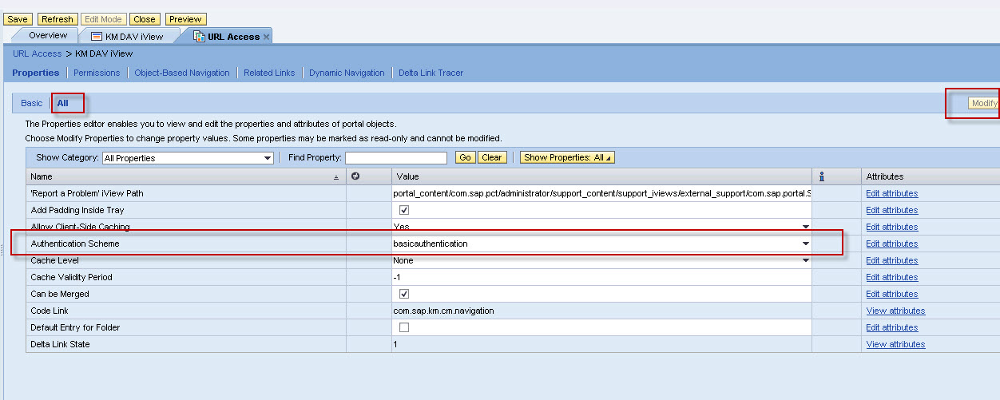 Save Refresh Edit Mode Close Preview
Overview KM DAV iView URL Access
URL Access > KM DAV iView
Properties Permissions Object-Based Navigation Related Links Dynamic Navigation Delta Link Tracer
Basic All Modify
The Properties editor enables you to view and edit the properties and attributes of portal objects.
Choose Modify Properties to change property values. Some properties may be marked as read-only and cannot be modified.
Show Category: All Properties Find Property: Go Clear Show Properties: All
Name Value Attributes
'Report a Problem' iView Path portal_content/com.sap.pct/administrator/support_content/support_iviews/external_support/com.sap.portal.S Edit attributes
Add Padding Inside Tray Edit attributes
Allow Client-Side Caching Yes Edit attributes
Authentication Scheme basicauthentication Edit attributes
Cache Level None Edit attributes
Cache Validity Period -1 Edit attributes
Can be Merged Edit attributes
Code Link com.sap.km.cm.navigation View attributes
Default Entry for Folder Edit attributes
Delta Link State 1 View attributes